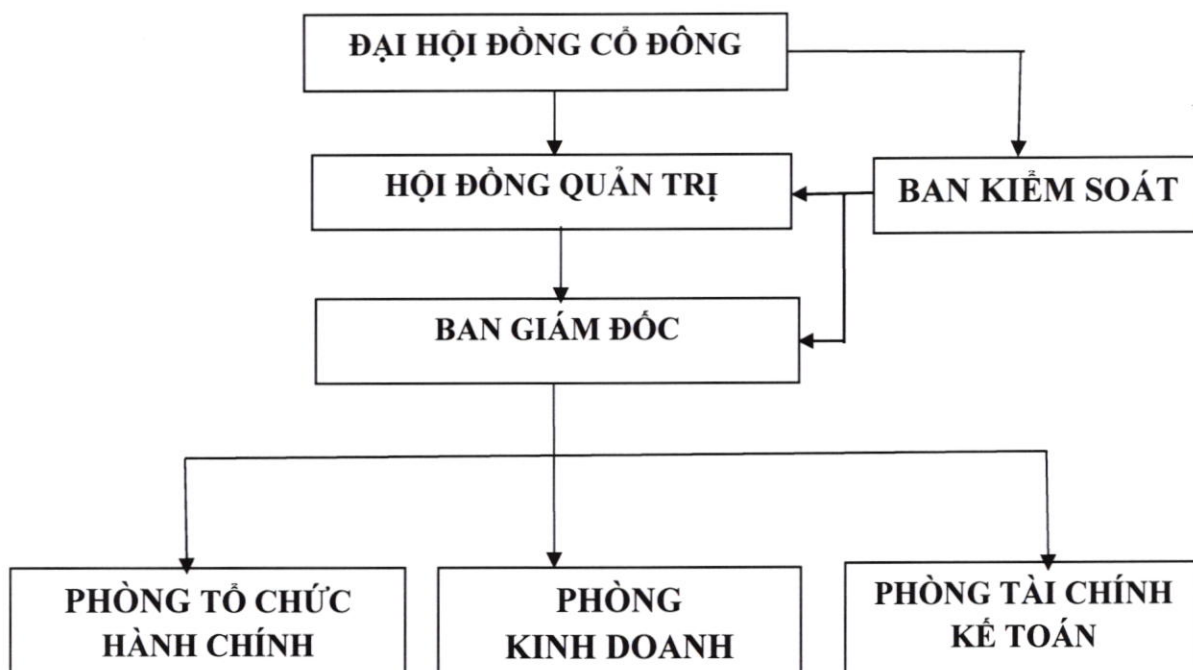 ĐẠI HỘI ĐỒNG CỔ ĐÔNG
HỘI ĐỒNG QUẢN TRỊ
BAN KIỂM SOÁT
BAN GIÁM ĐỐC
PHÒNG TỔ CHỨC
HÀNH CHÍNH
PHÒNG
KINH DOANH
PHÒNG TÀI CHÍNH
KẾ TOÁN